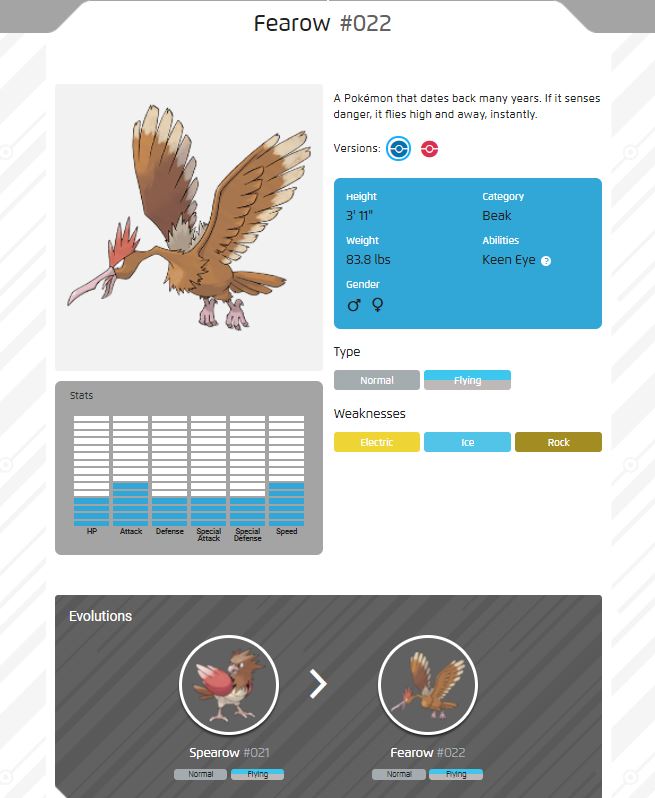 Fearow #022
A Pokémon that dates back many years. If it senses
danger, it flies high and away, instantly.
Versions:
Height
3' 11"
Category
Beak
Weight
83.8 lbs
Abilities
Keen Eye ?
Gender
♂ ♀
Type
Normal Flying
Weaknesses
Electric Ice Rock
Stats
HP Attack Defense Special Attack Special Defense Speed
Evolutions
Spearow #021
Normal Flying
Fearow #022
Normal Flying